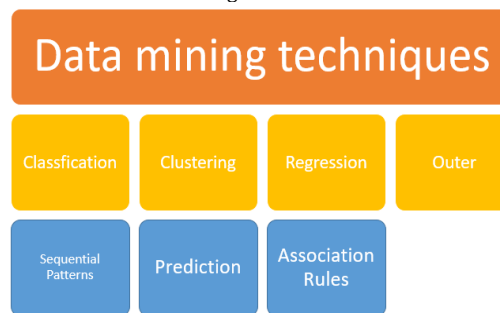 Data mining techniques
Classfication
Clustering
Regression
Outer
Sequential
Patterns
Prediction
Association
Rules